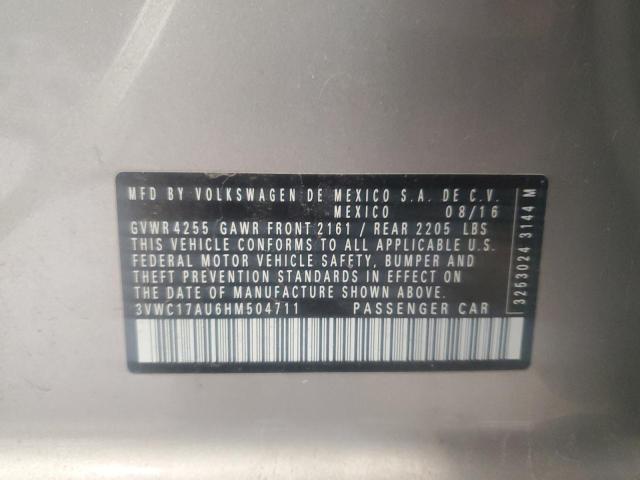 MFD BY VOLKSWAGEN DE MEXICO S.A. DE C.V.
MEXICO 08/16
GVWR 4255 GAWR FRONT 2161 / REAR 2205 LBS
THIS VEHICLE CONFORMS TO ALL APPLICABLE U.S.
FEDERAL MOTOR VEHICLE SAFETY, BUMPER AND
THEFT PREVENTION STANDARDS IN EFFECT ON
THE DATE OF MANUFACTURE SHOWN ABOVE.
3VWC17AU6HM504711 PASSENGER CAR
3253024 3144 M